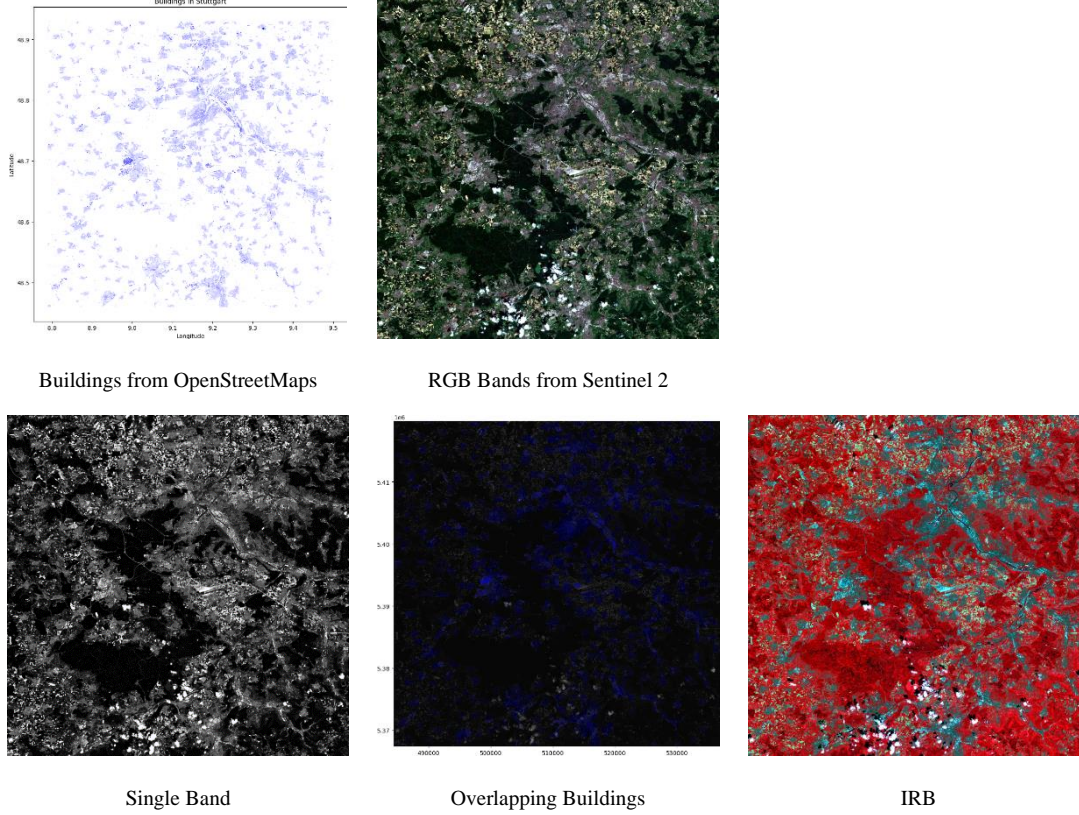 Buildings in Stuttgart
48.9
48.8
48.7
48.6
48.5
Latitude
8.8 8.9 9.0 9.1 9.2 9.3 9.4 9.5
Longitude
Buildings from OpenStreetMaps RGB Bands from Sentinel 2
1e6
5.41
5.40
5.39
5.38
5.37
490000 500000 510000 520000 530000
Single Band Overlapping Buildings IRB